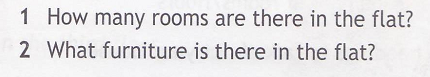 1 How many rooms are there in the flat?
2 What furniture is there in the flat?